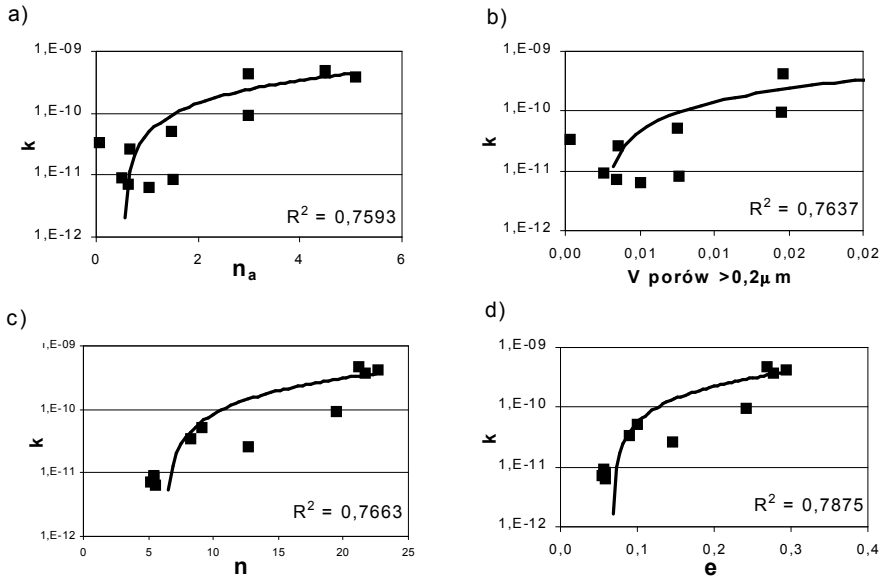 a)
1,E-09
1,E-10
k
1,E-11
1,E-12
R² = 0,7593
0 2 4 6
nₐ
b)
1,E-09
1,E-10
k
1,E-11
1,E-12
R² = 0,7637
0,00 0,01 0,01 0,02 0,02
V porów >0,2μm
c)
1,E-09
1,E-10
k
1,E-11
1,E-12
R² = 0,7663
0 5 10 15 20 25
n
d)
1,E-09
1,E-10
k
1,E-11
1,E-12
R² = 0,7875
0,0 0,1 0,2 0,3 0,4
e